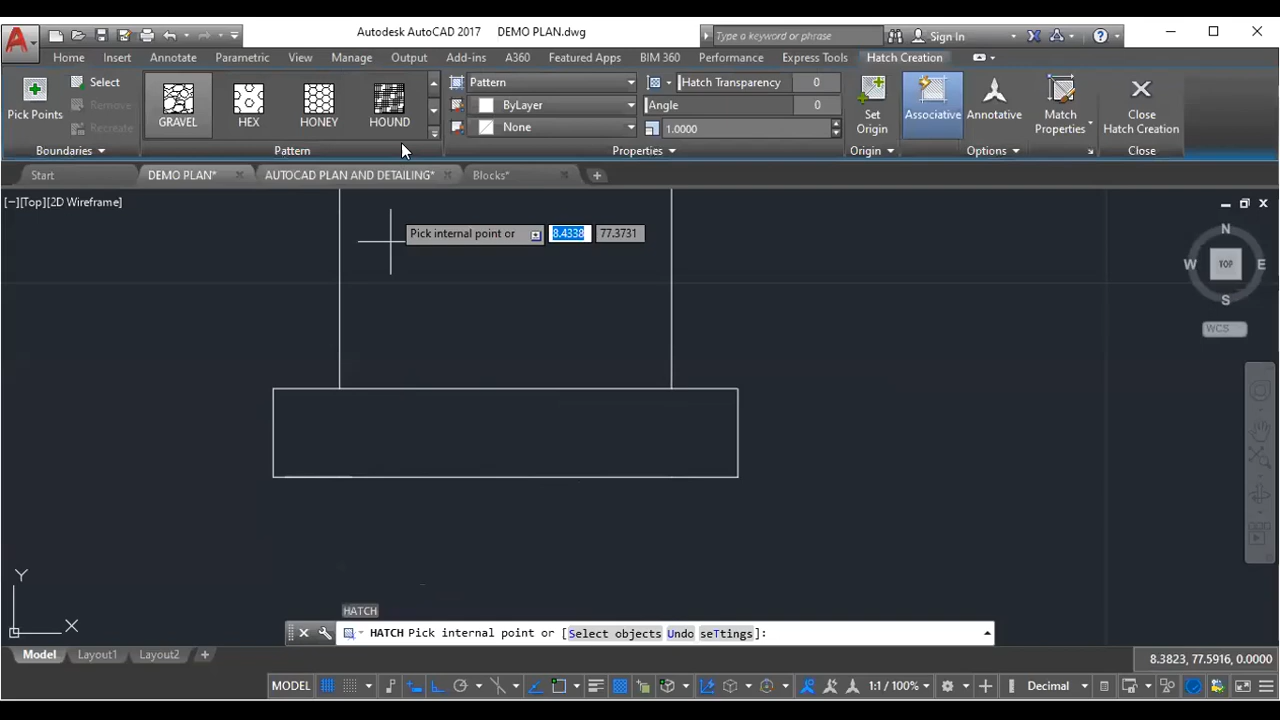 Autodesk AutoCAD 2017 DEMO PLAN.dwg
Type a keyword or phrase
Sign In
Home Insert Annotate Parametric View Manage Output Add-ins A360 Featured Apps BIM 360 Performance Express Tools Hatch Creation
Pick Points
Select
Remove
Recreate
Boundaries
GRAVEL HEX HONEY HOUND
Pattern
Pattern
ByLayer
None
Hatch Transparency 0
Angle 0
1.0000
Properties
Set
Origin
Origin
Associative
Annotative
Match
Properties
Options
Close
Hatch Creation
Close
Start DEMO PLAN* AUTOCAD PLAN AND DETAILING* Blocks*
[−][Top][2D Wireframe]
Pick internal point or 8.4338 77.3731
N
W TOP E
S
WCS
Y
X
HATCH
HATCH Pick internal point or [Select objects Undo seTtings]:
Model Layout1 Layout2
8.3823, 77.5916, 0.0000
MODEL 1:1 / 100% Decimal